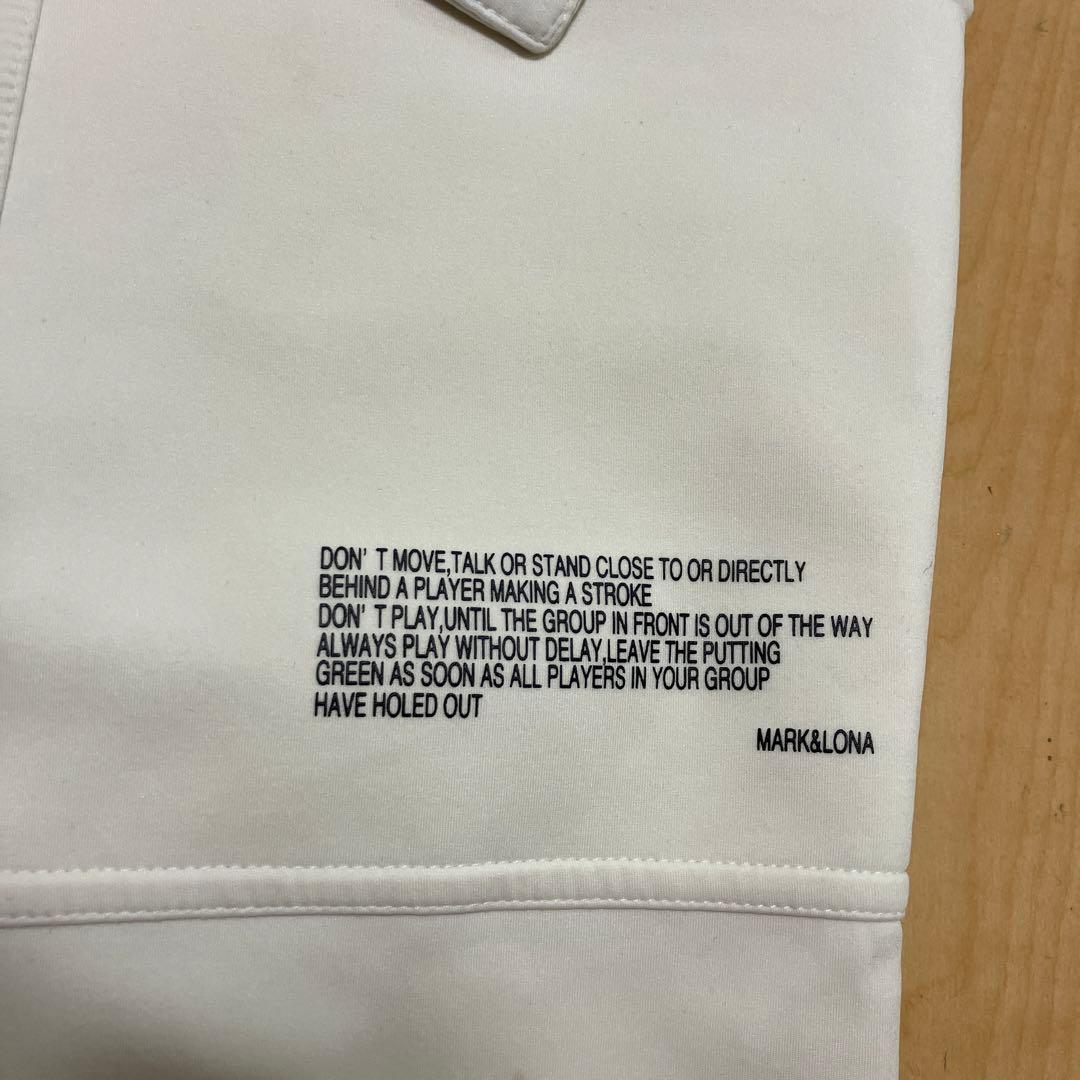 DON' T MOVE,TALK OR STAND CLOSE TO OR DIRECTLY
BEHIND A PLAYER MAKING A STROKE
DON' T PLAY,UNTIL THE GROUP IN FRONT IS OUT OF THE WAY
ALWAYS PLAY WITHOUT DELAY,LEAVE THE PUTTING
GREEN AS SOON AS ALL PLAYERS IN YOUR GROUP
HAVE HOLED OUT
MARK&LONA